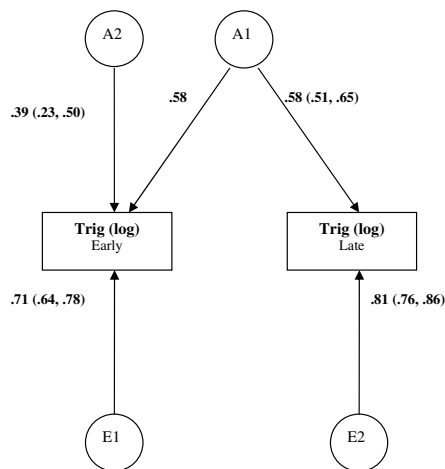 A2
A1
.39 (.23, .50)
.58
.58 (.51, .65)
Trig (log)
Early
Trig (log)
Late
.71 (.64, .78)
.81 (.76, .86)
E1
E2